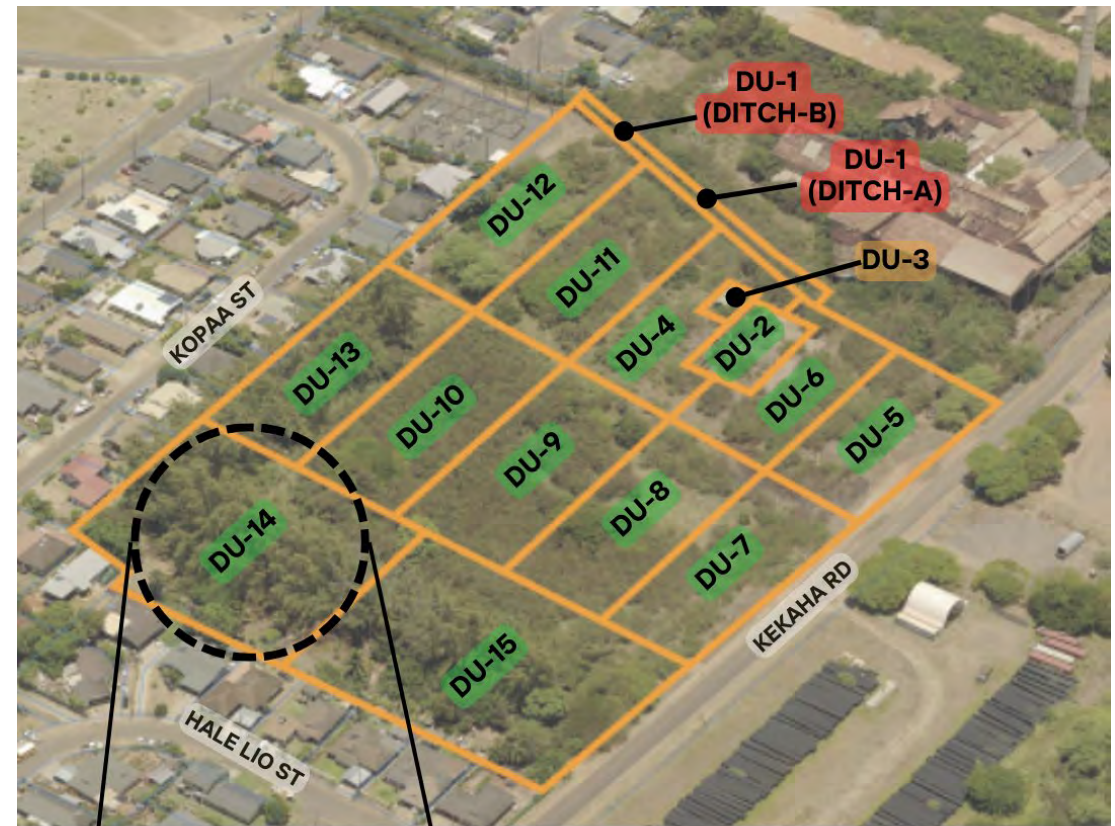 DU-1
(DITCH-B)
DU-1
(DITCH-A)
DU-12
DU-3
DU-11
KOPAA ST
DU-4
DU-2
DU-13
DU-6
DU-10
DU-5
DU-9
DU-8
DU-14
DU-7
KEKAHA RD
DU-15
HALE LIO ST